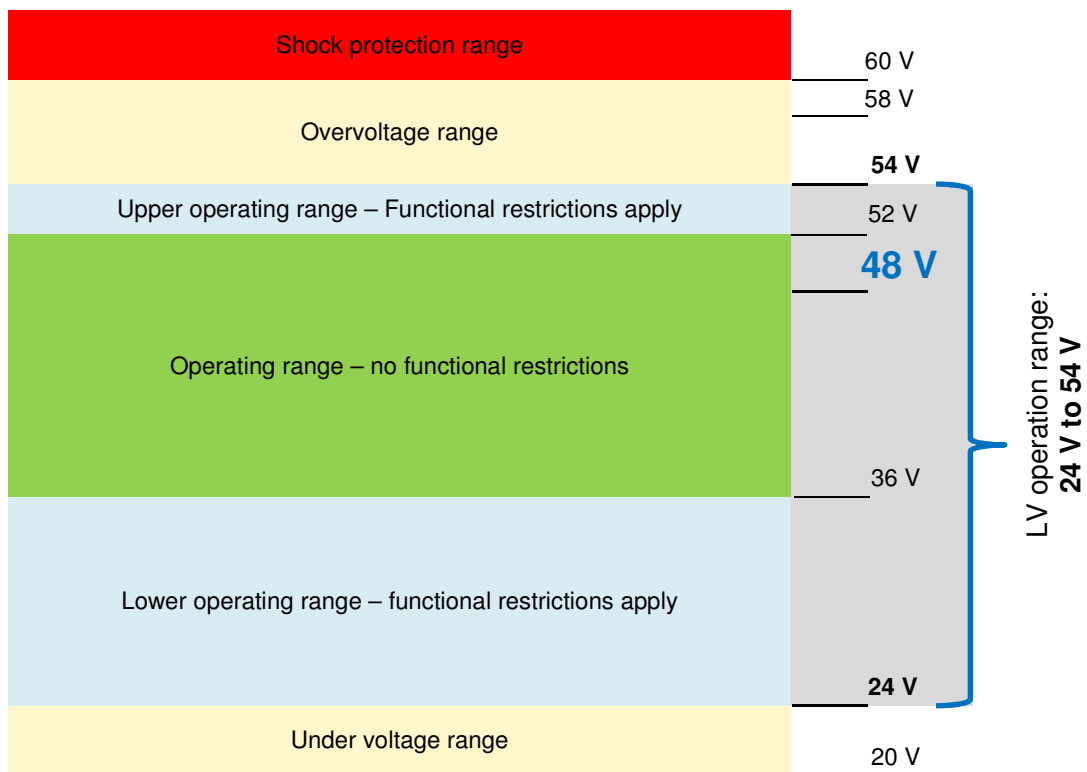 Shock protection range
60 V
58 V
Overvoltage range
54 V
Upper operating range – Functional restrictions apply
52 V
48 V
Operating range – no functional restrictions
LV operation range:
24 V to 54 V
36 V
Lower operating range – functional restrictions apply
24 V
Under voltage range
20 V